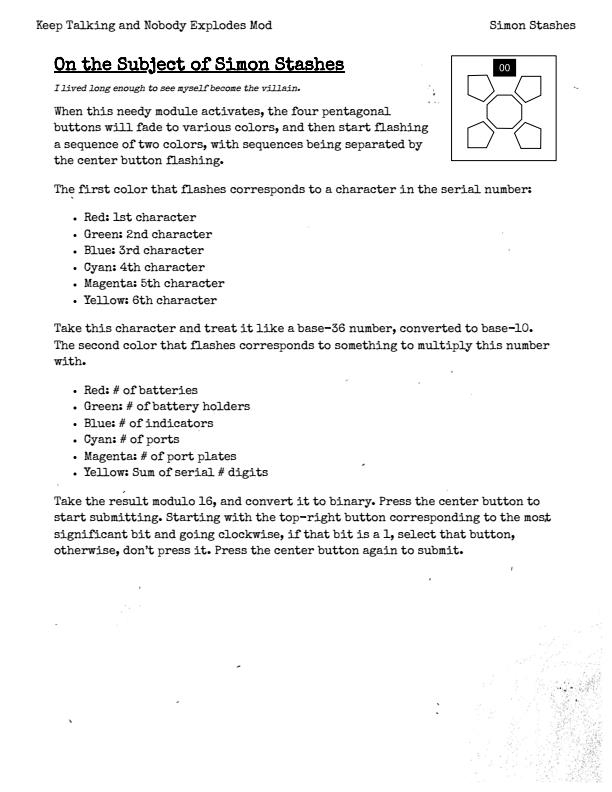 Keep Talking and Nobody Explodes Mod
Simon Stashes
On the Subject of Simon Stashes
00
I lived long enough to see myself become the villain.
When this needy module activates, the four pentagonal
buttons will fade to various colors, and then start flashing
a sequence of two colors, with sequences being separated by
the center button flashing.
The first color that flashes corresponds to a character in the serial number:
• Red: 1st character
• Green: 2nd character
• Blue: 3rd character
• Cyan: 4th character
• Magenta: 5th character
• Yellow: 6th character
Take this character and treat it like a base-36 number, converted to base-10.
The second color that flashes corresponds to something to multiply this number
with.
• Red: # of batteries
• Green: # of battery holders
• Blue: # of indicators
• Cyan: # of ports
• Magenta: # of port plates
• Yellow: Sum of serial # digits
Take the result modulo 16, and convert it to binary. Press the center button to
start submitting. Starting with the top-right button corresponding to the most
significant bit and going clockwise, if that bit is a 1, select that button,
otherwise, don't press it. Press the center button again to submit.